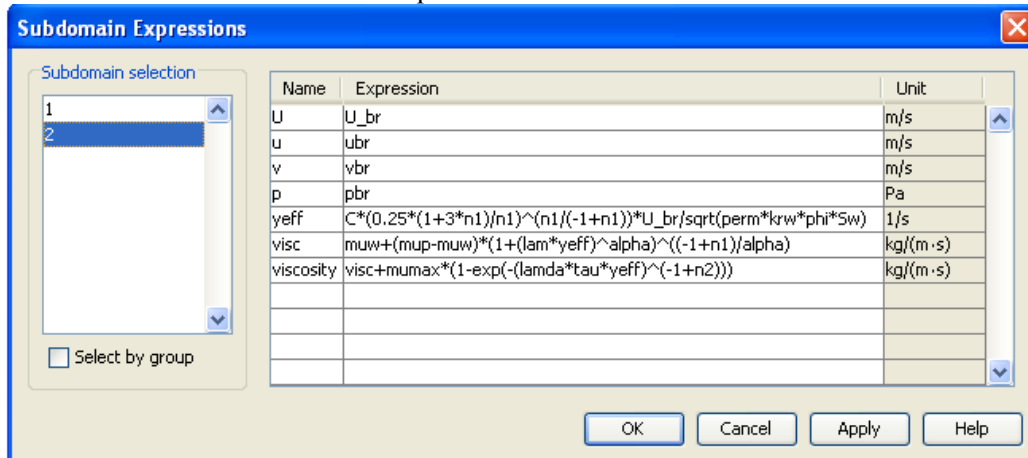 Subdomain Expressions
Subdomain selection
1
2
Select by group
Name Expression Unit
U U_br m/s
u ubr m/s
v vbr m/s
p pbr Pa
yeff C*(0.25*(1+3*n1)/n1)^(n1/(-1+n1))*U_br/sqrt(perm*krw*phi*Sw) 1/s
visc muw+(mup-muw)*(1+(lam*yeff)^alpha)^((-1+n1)/alpha) kg/(m·s)
viscosity visc+mumax*(1-exp(-(lamda*tau*yeff)^(-1+n2))) kg/(m·s)
OK Cancel Apply Help